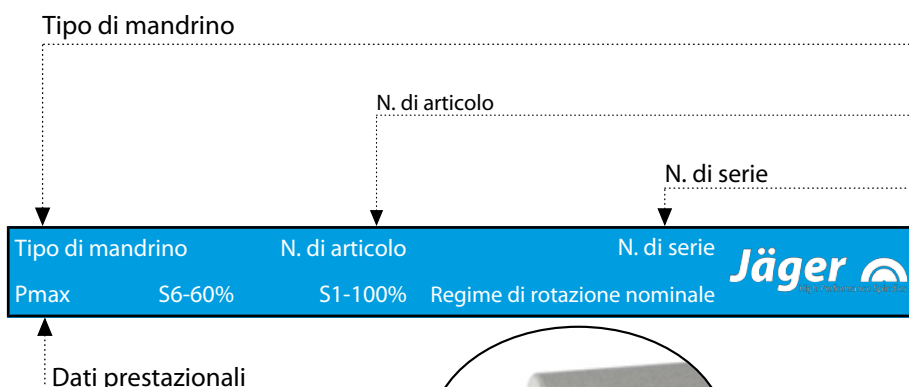 Tipo di mandrino
N. di articolo
N. di serie
Tipo di mandrino N. di articolo N. di serie
Jäger
Pmax S6-60% S1-100% Regime di rotazione nominale
Dati prestazionali